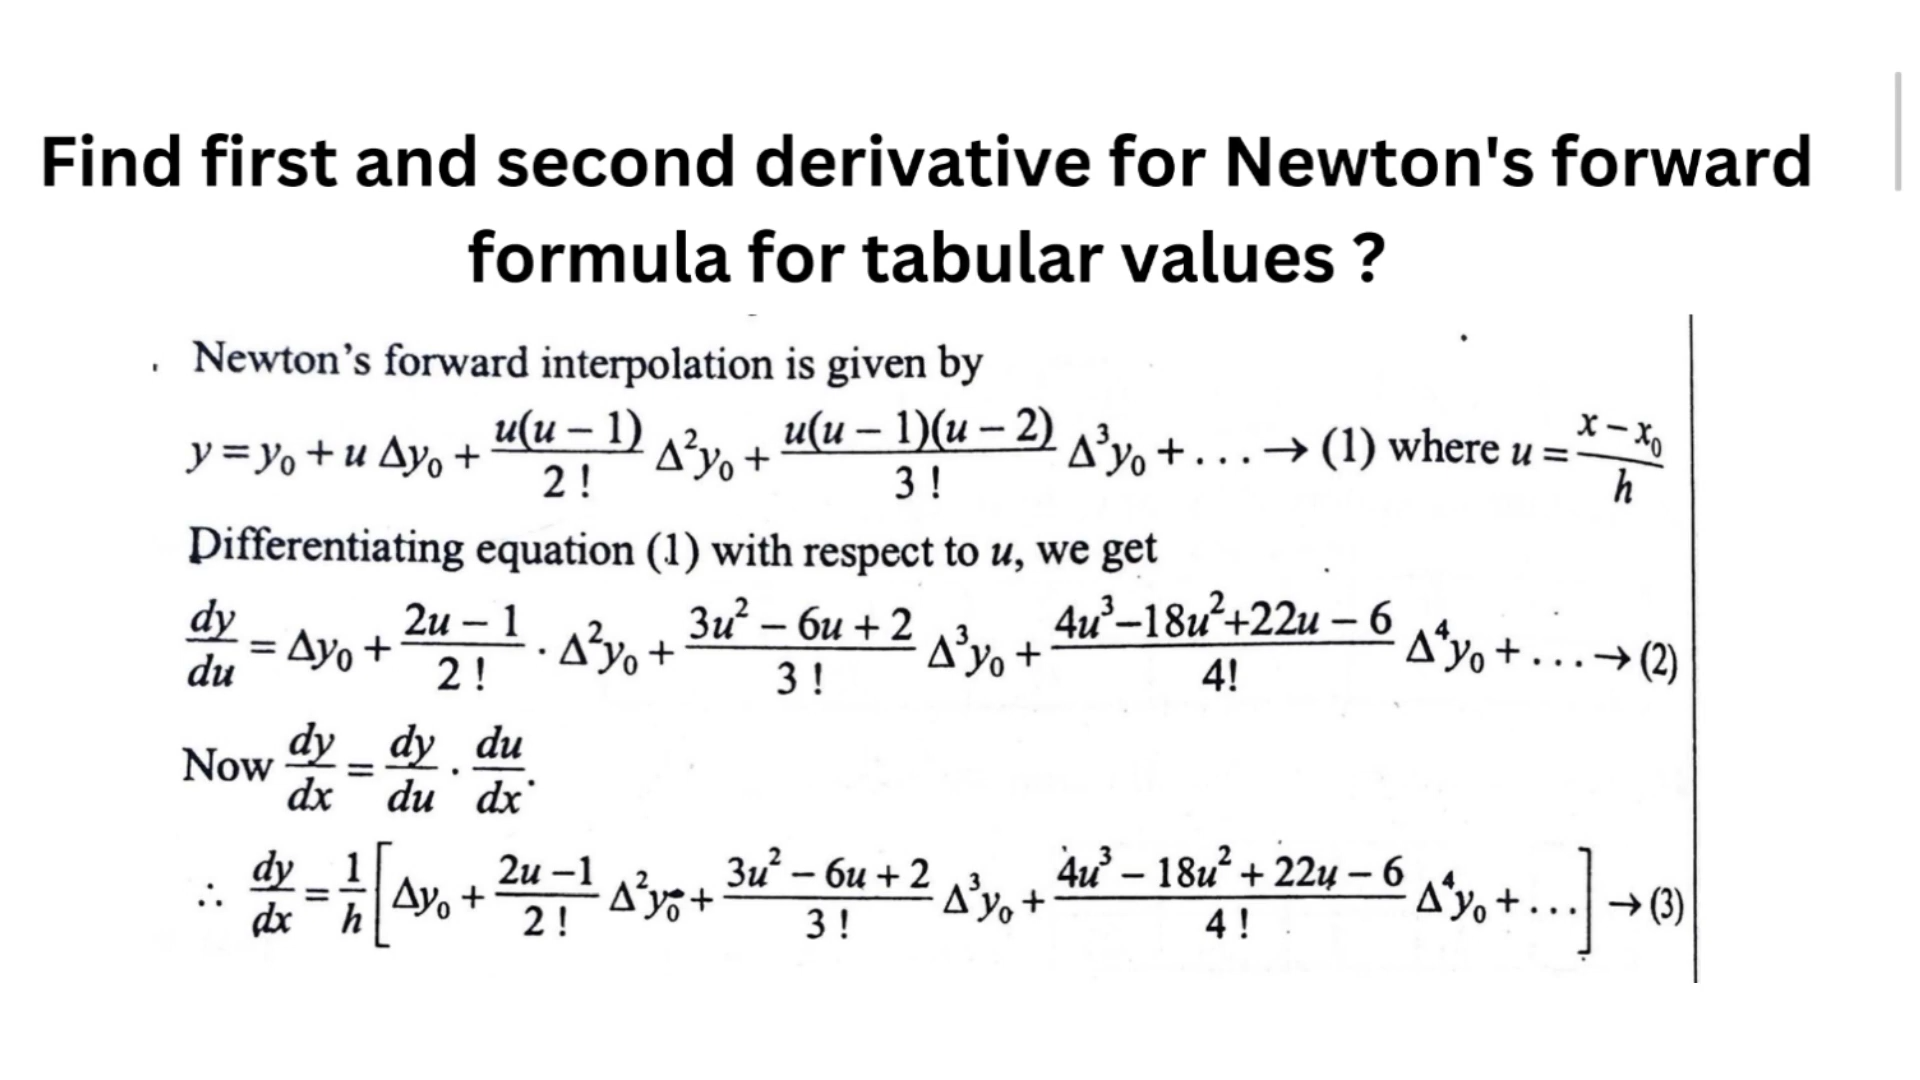 Find first and second derivative for Newton's forward
formula for tabular values ?
Newton's forward interpolation is given by
y = y₀ + u Δy₀ + u(u – 1)/2 ! Δ²y₀ + u(u – 1)(u – 2)/3 ! Δ³y₀ + . . . → (1) where u = x – x₀/h
Differentiating equation (1) with respect to u, we get
dy/du = Δy₀ + 2u – 1/2 ! · Δ²y₀ + 3u² – 6u + 2/3 ! Δ³y₀ + 4u³–18u²+22u – 6/4! Δ⁴y₀ + . . . → (2)
Now dy/dx = dy/du · du/dx.
∴ dy/dx = 1/h [Δy₀ + 2u –1/2 ! Δ²y₀ + 3u² – 6u + 2/3 ! Δ³y₀ + 4u³ – 18u² + 22u – 6/4 ! Δ⁴y₀ + . . .] → (3)